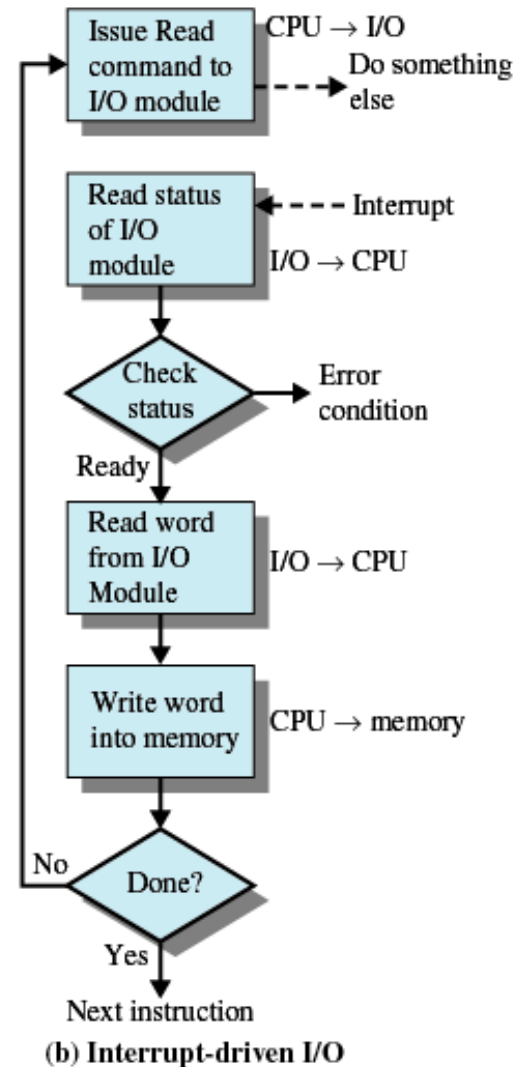 Issue Read
command to
I/O module
CPU → I/O
Do something
else
Read status
of I/O
module
Interrupt
I/O → CPU
Check
status
Error
condition
Ready
Read word
from I/O
Module
I/O → CPU
Write word
into memory
CPU → memory
No
Done?
Yes
Next instruction
(b) Interrupt-driven I/O